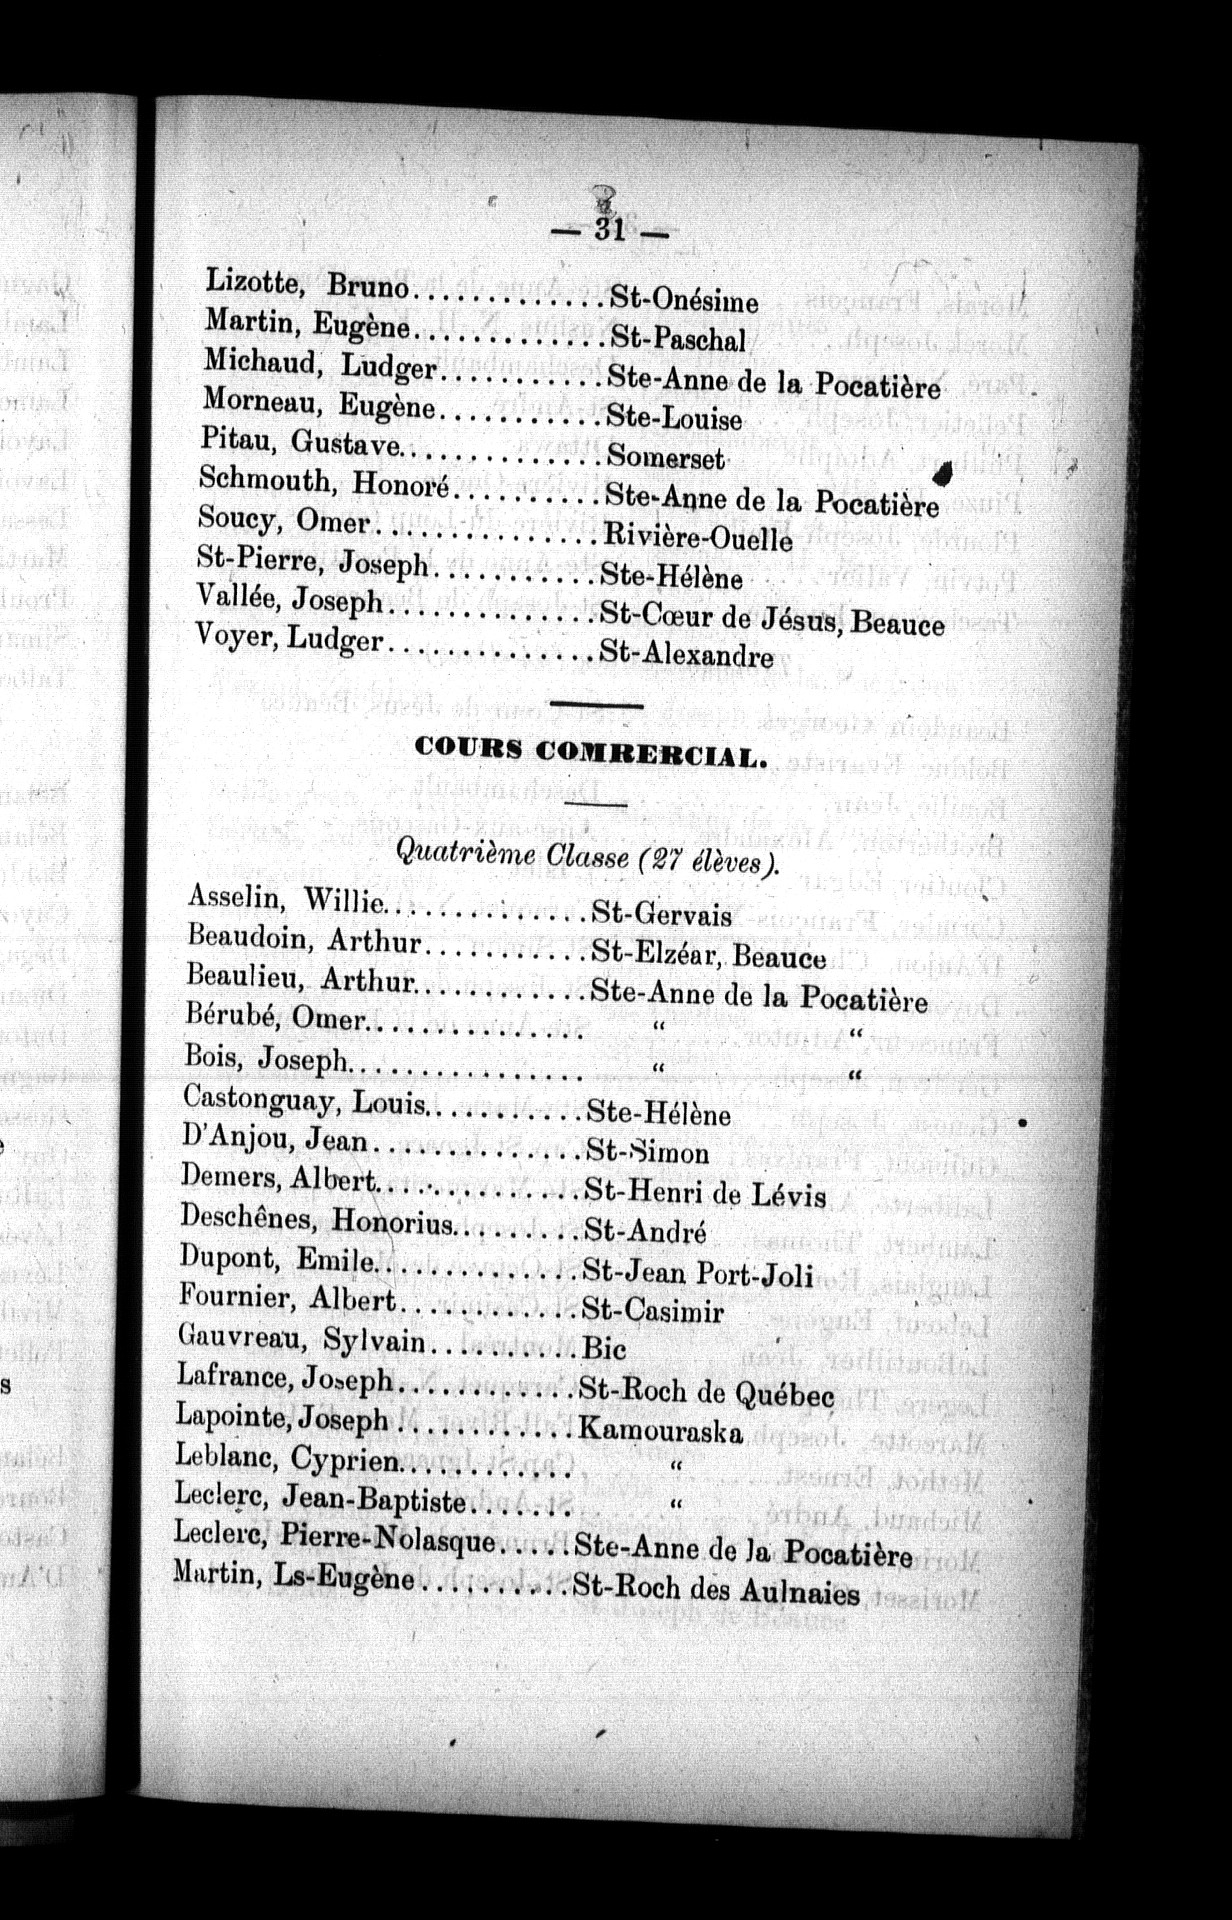 — 31 —
Lizotte, Bruno.............St-Onésime
Martin, Eugène.............St-Paschal
Michaud, Ludger...........Ste-Anne de la Pocatière
Morneau, Eugène...........Ste-Louise
Pitau, Gustave..............Somerset
Schmouth, Honoré..........Ste-Anne de la Pocatière
Soucy, Omer...............Rivière-Ouelle
St-Pierre, Joseph...........Ste-Hélène
Vallée, Joseph..............St-Cœur de Jésus, Beauce
Voyer, Ludger..............St-Alexandre
COURS COMRERCIAL.
Quatrième Classe (27 élèves).
Asselin, Willie..............St-Gervais
Beaudoin, Arthur...........St-Elzéar, Beauce
Beaulieu, Arthur............Ste-Anne de la Pocatière
Bérubé, Omer............... “ “
Bois, Joseph................ “ “
Castonguay, Louis...........Ste-Hélène
D'Anjou, Jean..............St-Simon
Demers, Albert..............St-Henri de Lévis
Deschênes, Honorius.........St-André
Dupont, Emile..............St-Jean Port-Joli
Fournier, Albert............St-Casimir
Gauvreau, Sylvain..........Bic
Lafrance, Joseph............St-Roch de Québec
Lapointe, Joseph............Kamouraska
Leblanc, Cyprien............ “
Leclerc, Jean-Baptiste....... “
Leclerc, Pierre-Nolasque.....Ste-Anne de la Pocatière
Martin, Ls-Eugène..........St-Roch des Aulnaies